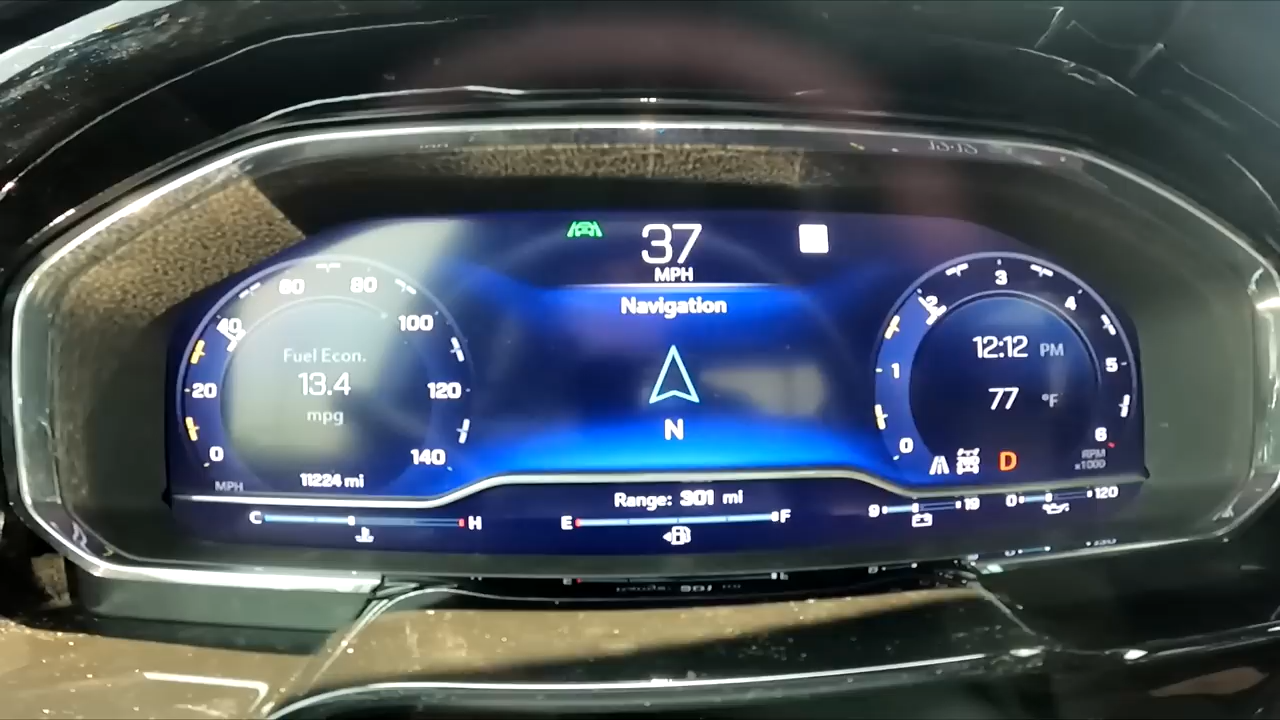 37
MPH
Navigation
N
60 80
40 100
20 120
0 140
MPH
Fuel Econ.
13.4
mpg
11224 mi
3
2 4
1 5
0 6
RPM
x1000
12:12 PM
77 °F
D
Range: 301 mi
C H
E F
9 19
0 120